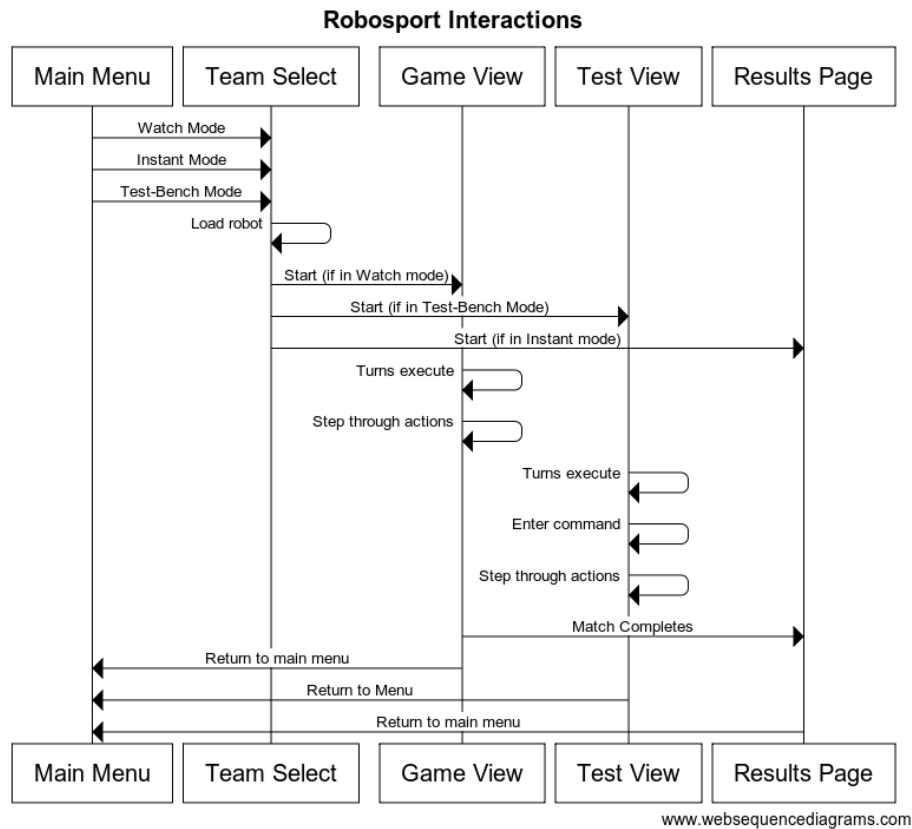 Robosport Interactions
Main Menu
Team Select
Game View
Test View
Results Page
Watch Mode
Instant Mode
Test-Bench Mode
Load robot
Start (if in Watch mode)
Start (if in Test-Bench Mode)
Start (if in Instant mode)
Turns execute
Step through actions
Turns execute
Enter command
Step through actions
Match Completes
Return to main menu
Return to Menu
Return to main menu
Main Menu
Team Select
Game View
Test View
Results Page
www.websequencediagrams.com